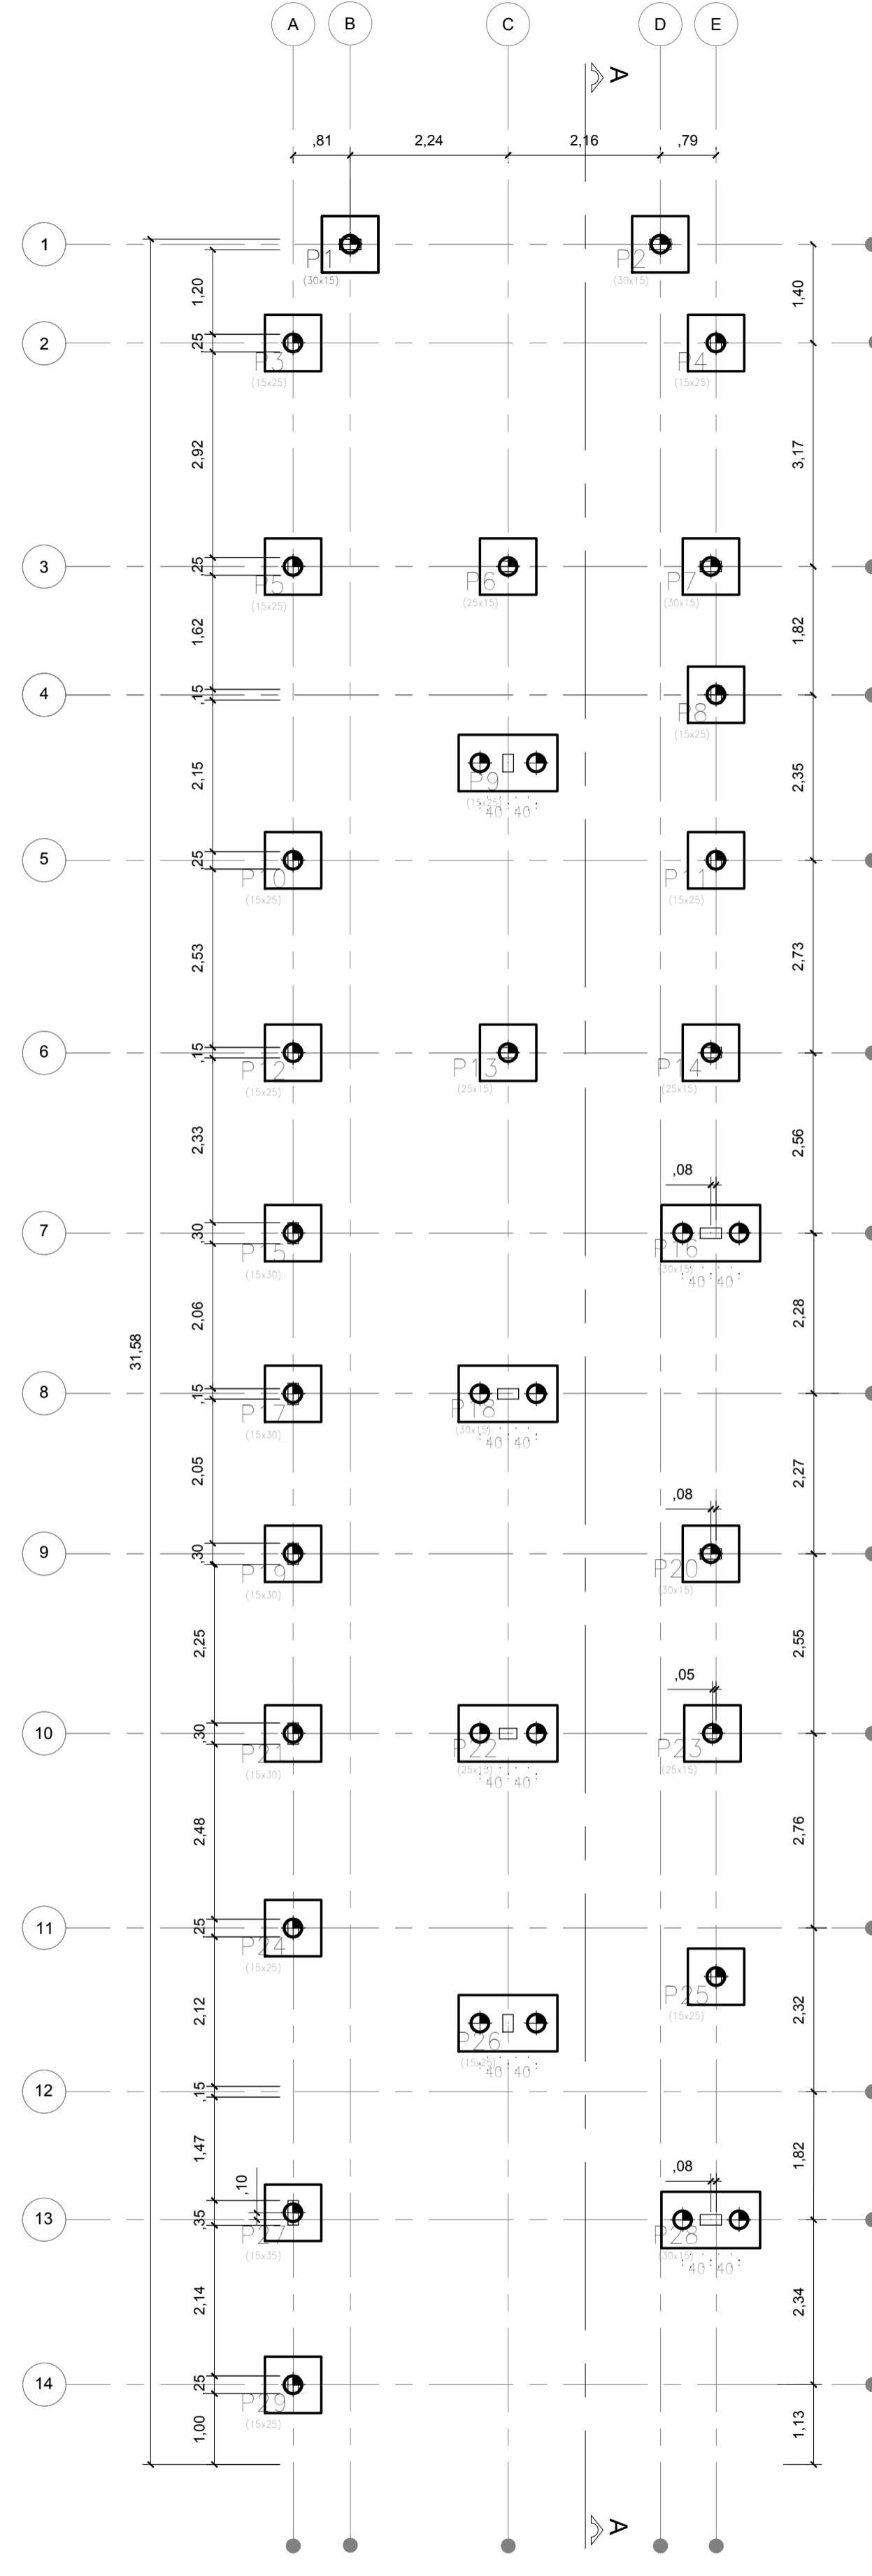 A B C D E
A
,81 2,24 2,16 ,79
1
P1 P2
(30x15) (30x15)
1,20 1,40
2
,25
P3 P4
(15x25) (15x25)
2,92 3,17
3
,25
P5 P6 P7
(15x25) (25x15) (30x15)
1,62 1,82
4
,15
P8
(15x25)
2,15 2,35
P9
(15x25)
40 40
5
,25
P10 P11
(15x25) (15x25)
2,53 2,73
6
,15
P12 P13 P14
(15x25) (25x15) (25x15)
2,33 2,56
,08
7
,30
P15 P16
(15x30) (30x15)
40 40
2,06 2,28
31,58
8
,15
P17 P18
(15x30) (30x15)
40 40
2,05 2,27
,08
9
,30
P19 P20
(15x30) (30x15)
2,25 2,55
,05
10
,30
P21 P22 P23
(15x30) (25x15) (25x15)
40 40
2,48 2,76
11
,25
P24
(15x25)
P25
(15x25)
2,12 2,32
P26
(15x25)
40 40
12
,15
1,47 1,82
,10 ,08
13
,35
P27 P28
(15x35) (30x15)
40 40
2,14 2,34
14
,25
P29
(15x25)
1,00 1,13
A